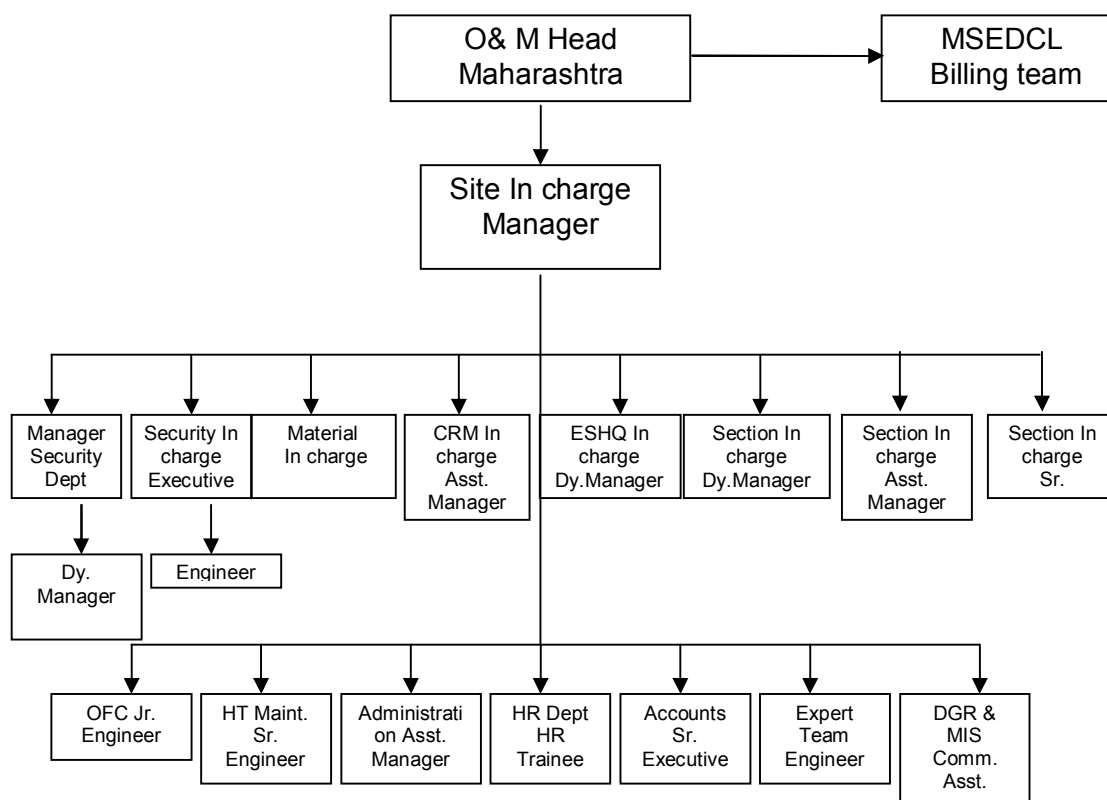 O& M Head
Maharashtra
MSEDCL
Billing team
Site In charge
Manager
Manager
Security
Dept
Security In
charge
Executive
Material
In charge
CRM In
charge
Asst.
Manager
ESHQ In
charge
Dy.Manager
Section In
charge
Dy.Manager
Section In
charge
Asst.
Manager
Section In
charge
Sr.
Dy.
Manager
Engineer
OFC Jr.
Engineer
HT Maint.
Sr.
Engineer
Administrati
on Asst.
Manager
HR Dept
HR
Trainee
Accounts
Sr.
Executive
Expert
Team
Engineer
DGR &
MIS
Comm.
Asst.